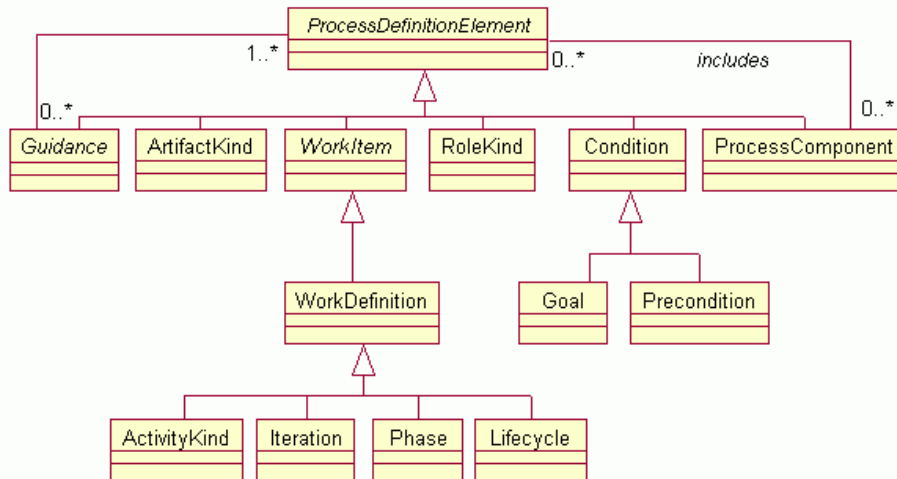 ProcessDefinitionElement
1..*
0..*
includes
0..*
0..*
Guidance
ArtifactKind
WorkItem
RoleKind
Condition
ProcessComponent
WorkDefinition
Goal
Precondition
ActivityKind
Iteration
Phase
Lifecycle